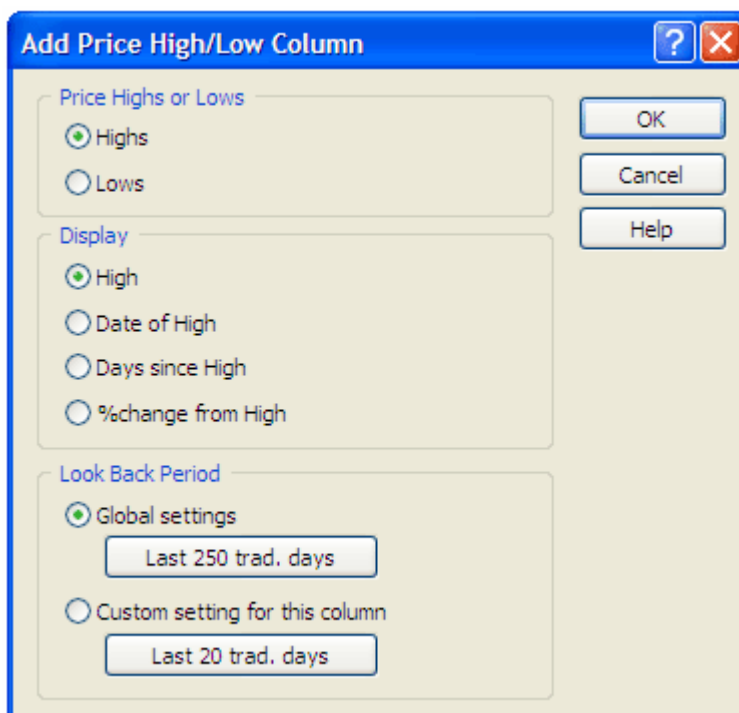 Add Price High/Low Column
?
Price Highs or Lows
Highs
Lows
OK
Cancel
Help
Display
High
Date of High
Days since High
%change from High
Look Back Period
Global settings
Last 250 trad. days
Custom setting for this column
Last 20 trad. days